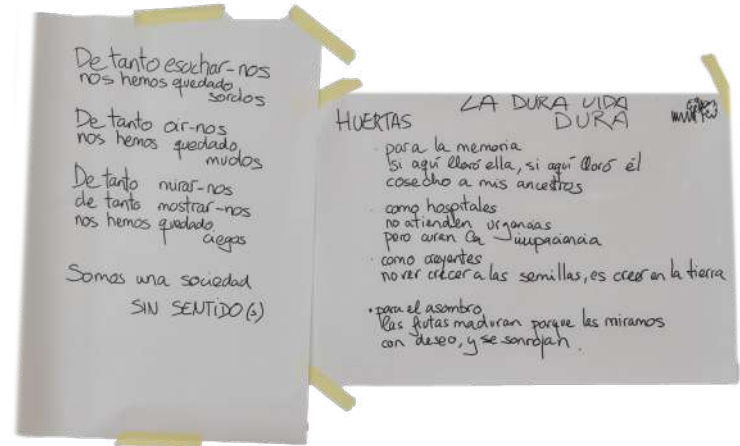 De tanto escuchar-nos
nos hemos quedado
sordos
De tanto oir-nos
nos hemos quedado
mudos
De tanto mirar-nos
de tanto mostrar-nos
nos hemos quedado
ciegos
Somos una sociedad
SIN SENTIDO(s)
LA DURA VIDA
DURA
HUERTAS
· para la memoria
si aquí lloró ella, si aquí lloró él
cosecho a mis ancestros
· como hospitales
no atienden urgencias
pero curan la impaciencia
· como creyentes
no ver crecer a las semillas, es creer en la tierra
• para el asombro
las frutas maduran porque las miramos
con deseo, y se sonrojan.